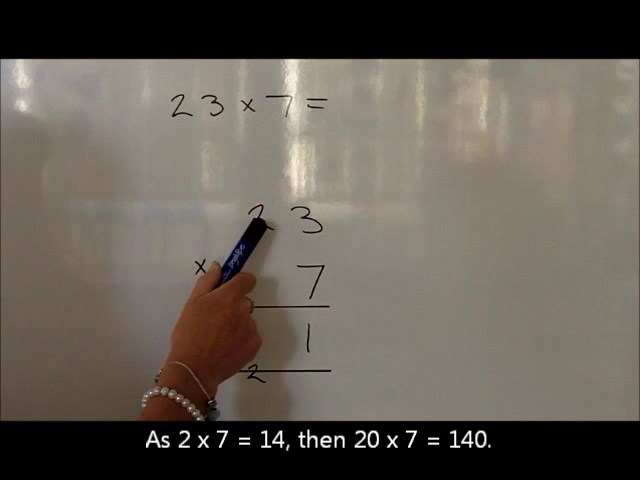 23 x 7 =
23
x 7
1
2
As 2 x 7 = 14, then 20 x 7 = 140.